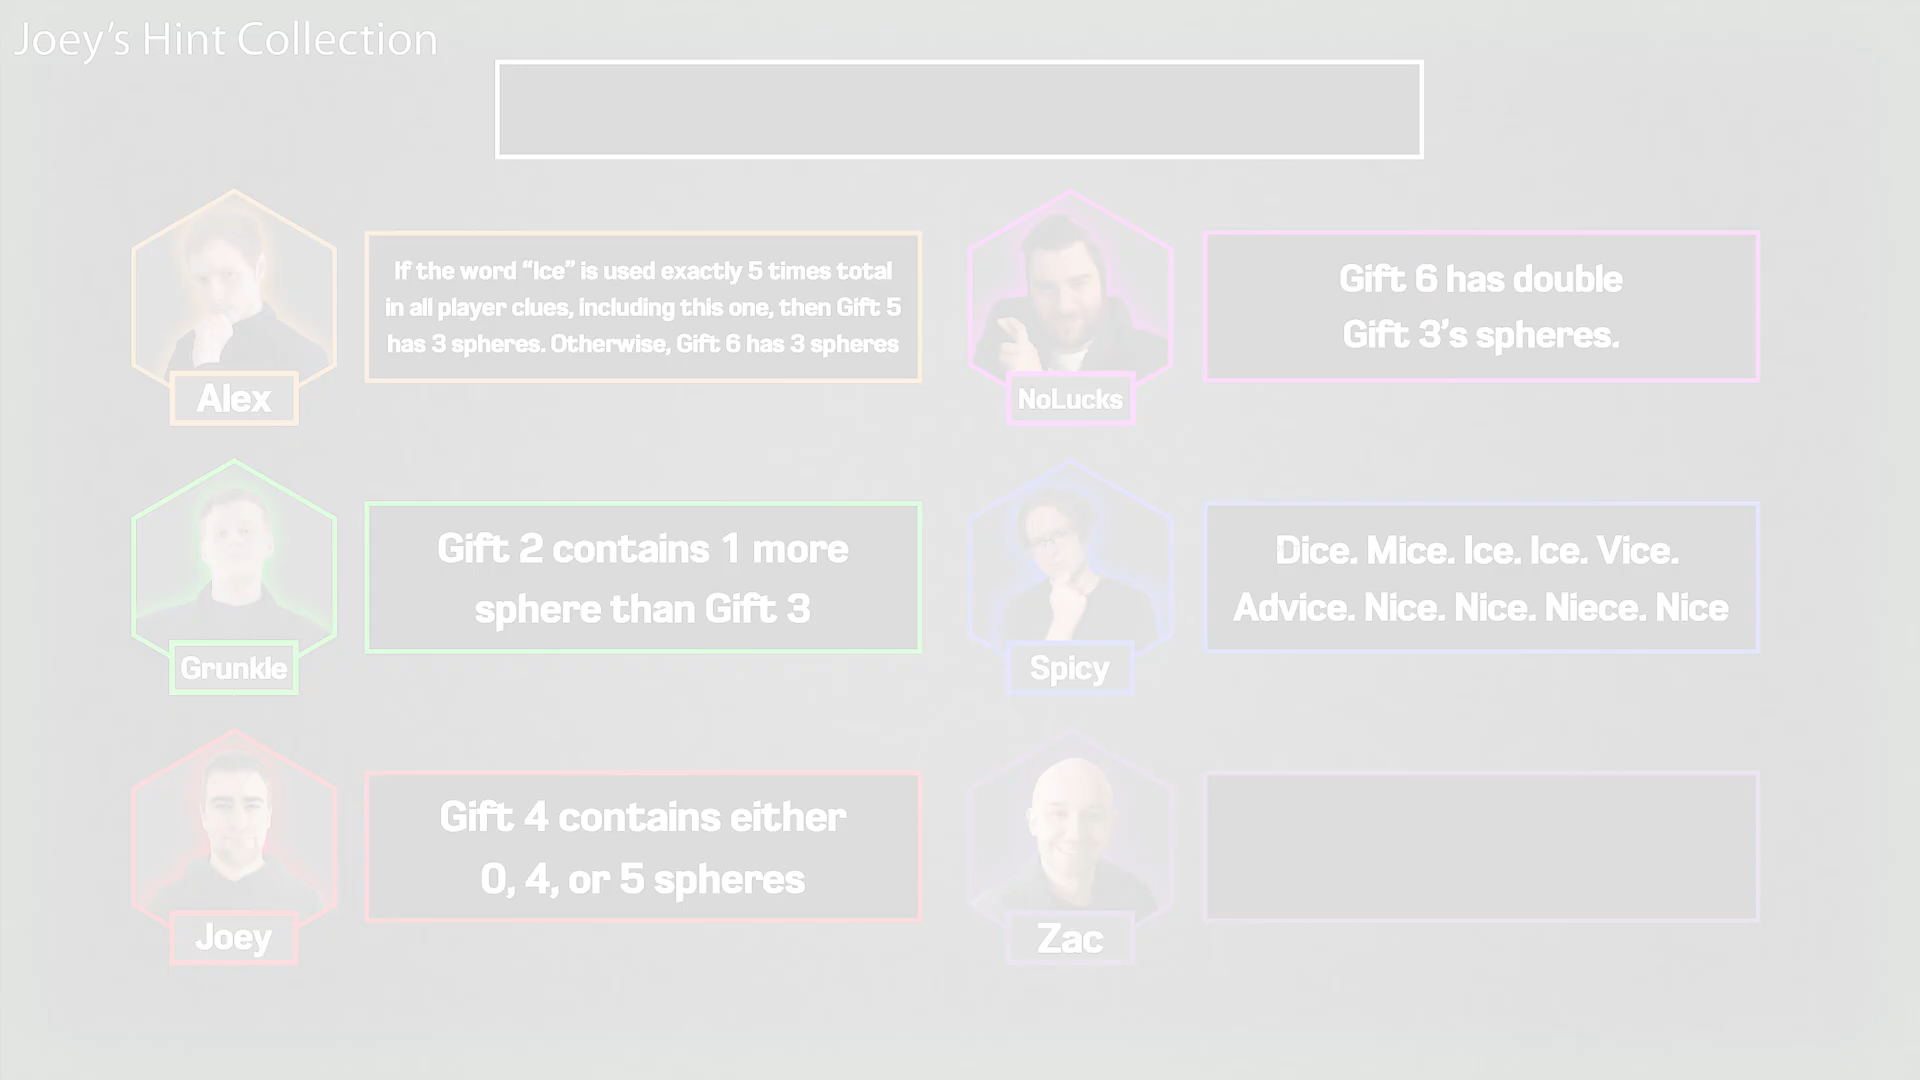 Joey's Hint Collection
If the word “Ice” is used exactly 5 times total
in all player clues, including this one, then Gift 5
has 3 spheres. Otherwise, Gift 6 has 3 spheres
Alex
Gift 6 has double
Gift 3’s spheres.
NoLucks
Gift 2 contains 1 more
sphere than Gift 3
Grunkle
Dice. Mice. Ice. Ice. Vice.
Advice. Nice. Nice. Niece. Nice
Spicy
Gift 4 contains either
0, 4, or 5 spheres
Joey
Zac